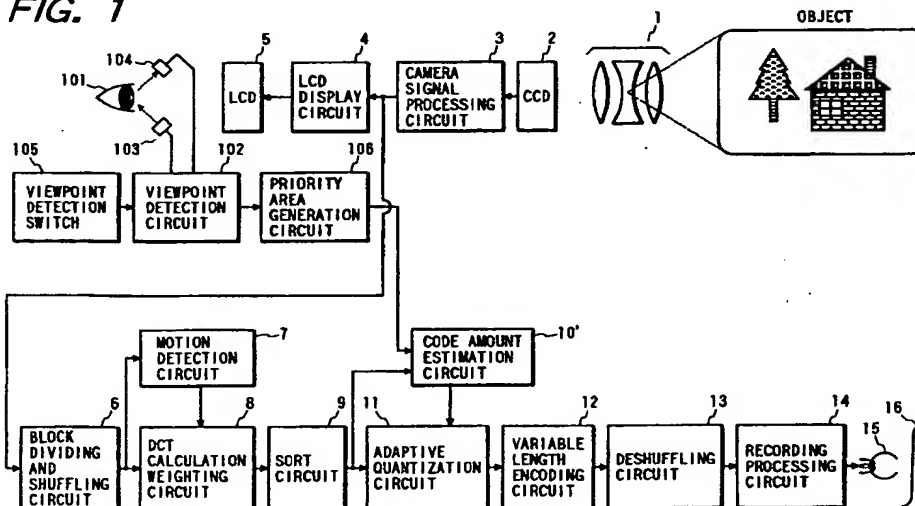 FIG. 1
OBJECT
1
5
4
3
2
104
101
LCD
LCD
DISPLAY
CIRCUIT
CAMERA
SIGNAL
PROCESSING
CIRCUIT
CCD
103
105
102
106
VIEWPOINT
DETECTION
SWITCH
VIEWPOINT
DETECTION
CIRCUIT
PRIORITY
AREA
GENERATION
CIRCUIT
7
10'
MOTION
DETECTION
CIRCUIT
CODE AMOUNT
ESTIMATION
CIRCUIT
6
8
9
11
12
13
14
15
16
BLOCK
DIVIDING
AND
SHUFFLING
CIRCUIT
DCT
CALCULATION
WEIGHTING
CIRCUIT
SORT
CIRCUIT
ADAPTIVE
QUANTIZATION
CIRCUIT
VARIABLE
LENGTH
ENCODING
CIRCUIT
DESHUFFLING
CIRCUIT
RECORDING
PROCESSING
CIRCUIT